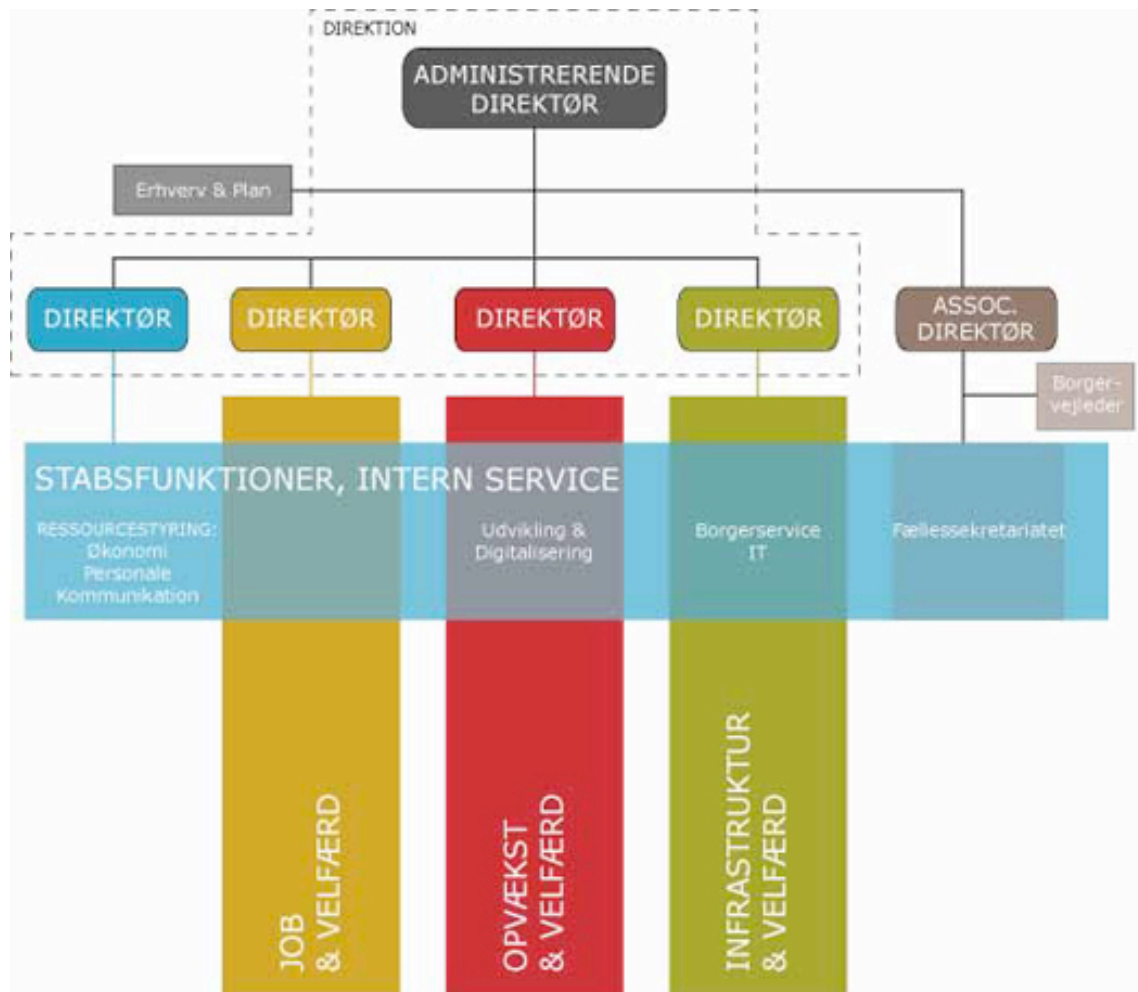 DIREKTION
ADMINISTRERENDE
DIREKTØR
Erhverv & Plan
DIREKTØR
DIREKTØR
DIREKTØR
DIREKTØR
ASSOC.
DIREKTØR
Borger-
vejleder
STABSFUNKTIONER, INTERN SERVICE
RESSOURCESTYRING:
Økonomi
Personale
Kommunikation
Udvikling &
Digitalisering
Borgerservice
IT
Fællessekretariatet
JOB
& VELFÆRD
OPVÆKST
& VELFÆRD
INFRASTRUKTUR
& VELFÆRD